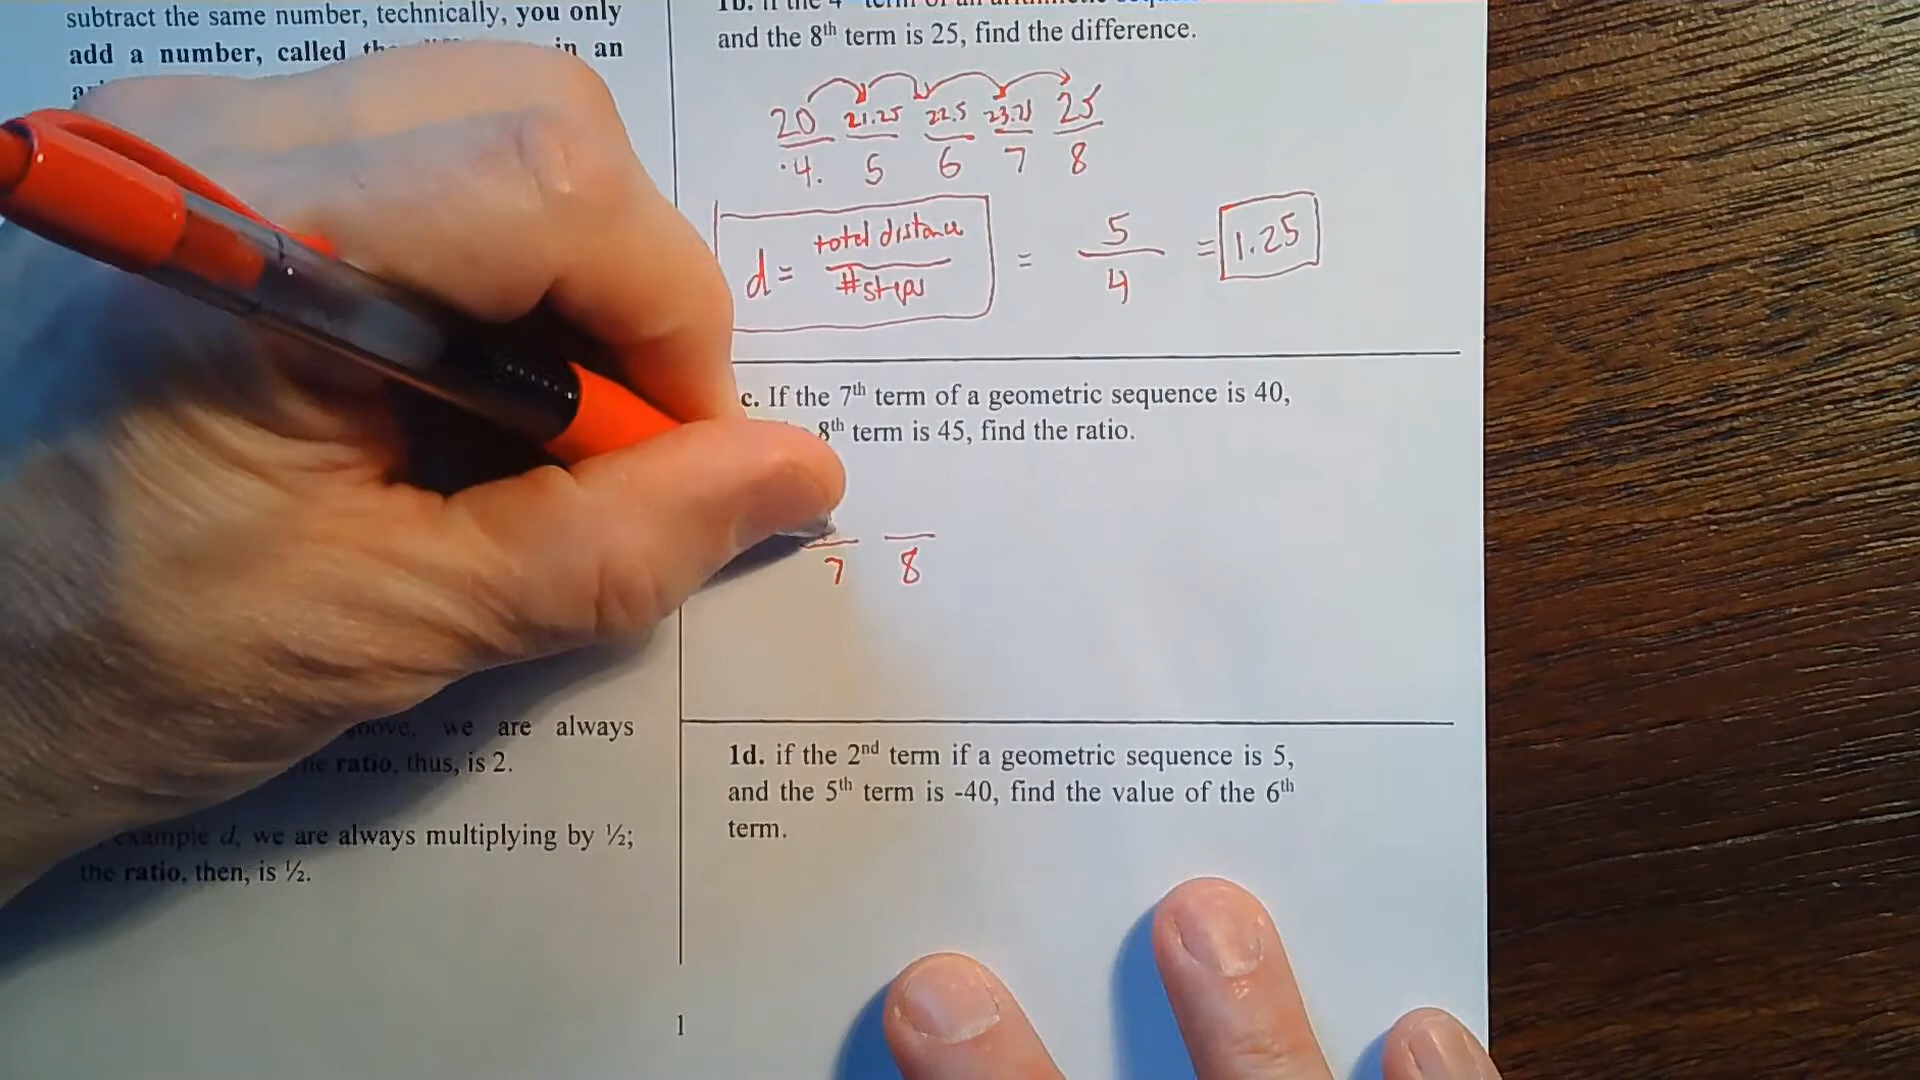 subtract the same number, technically, you only
add a number, called in an
above, we are always
ratio, thus, is 2.
example d, we are always multiplying by ½;
the ratio, then, is ½.
and the 8th term is 25, find the difference.
20 21.25 22.5 23.75 25
4. 5 6 7 8
d = total distance / #steps = 5 / 4 = 1.25
c. If the 7th term of a geometric sequence is 40,
8th term is 45, find the ratio.
7 8
1d. if the 2nd term if a geometric sequence is 5,
and the 5th term is -40, find the value of the 6th
term.
1